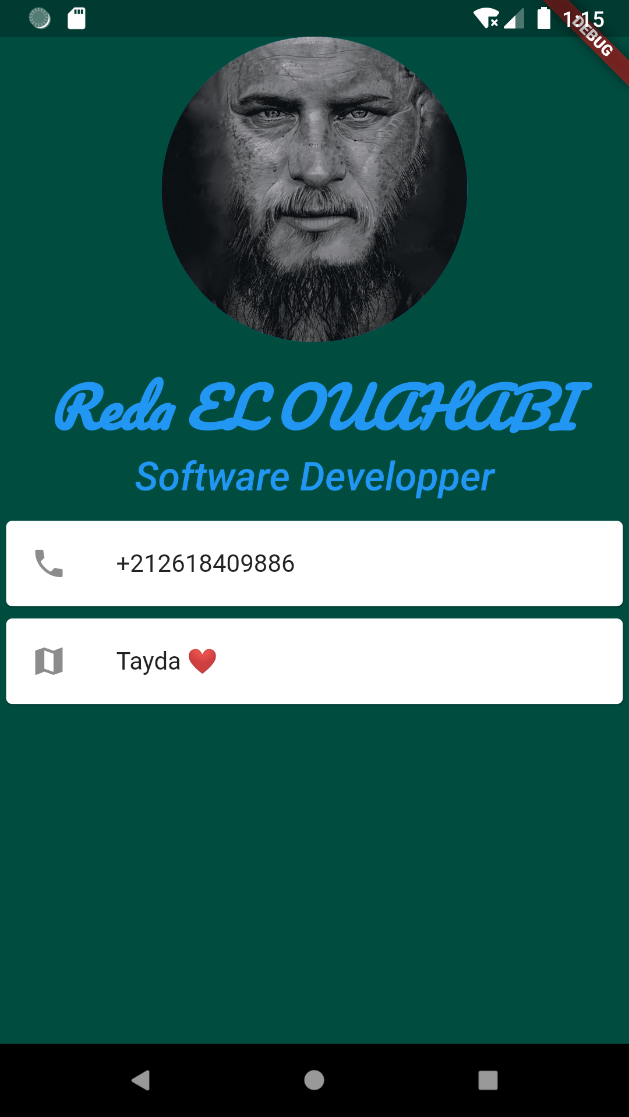 1:15
DEBUG
Reda EL OUAHABI
Software Developper
+212618409886
Tayda ❤️